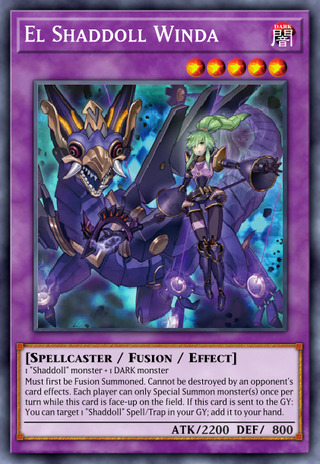 El Shaddoll Winda
DARK
闇
[Spellcaster / Fusion / Effect]
1 "Shaddoll" monster + 1 DARK monster
Must first be Fusion Summoned. Cannot be destroyed by an opponent's
card effects. Each player can only Special Summon monster(s) once per
turn while this card is face-up on the field. If this card is sent to the GY:
You can target 1 "Shaddoll" Spell/Trap in your GY; add it to your hand.
ATK/2200 DEF/ 800